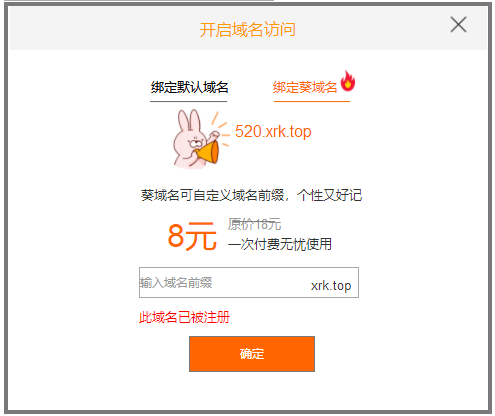 开启域名访问
绑定默认域名
绑定葵域名
520.xrk.top
葵域名可自定义域名前缀，个性又好记
8元
原价18元
一次付费无忧使用
输入域名前缀
xrk.top
此域名已被注册
确定